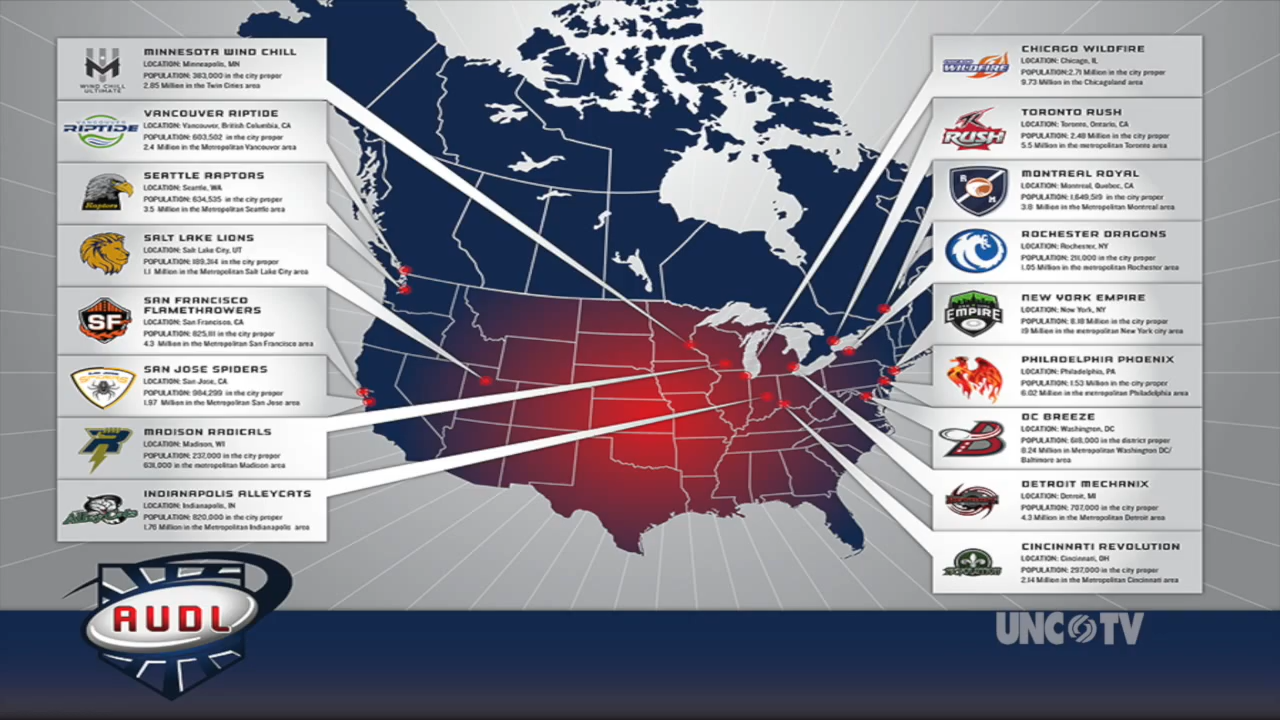 MINNESOTA WIND CHILL
LOCATION: Minneapolis, MN
POPULATION: 383,000 in the city proper
2.85 Million in the Twin Cities area
WIND CHILL
ULTIMATE
VANCOUVER RIPTIDE
LOCATION: Vancouver, British Columbia, CA
POPULATION: 603,502 in the city proper
2.4 Million in the Metropolitan Vancouver area
VANCOUVER
RIPTIDE
SEATTLE RAPTORS
LOCATION: Seattle, WA
POPULATION: 634,535 in the city proper
3.5 Million in the Metropolitan Seattle area
Raptors
SALT LAKE LIONS
LOCATION: Salt Lake City, UT
POPULATION: 189,314 in the city proper
1.1 Million in the Metropolitan Salt Lake City area
SAN FRANCISCO
FLAMETHROWERS
LOCATION: San Francisco, CA
POPULATION: 825,111 in the city proper
4.3 Million in the Metropolitan San Francisco area
SF
SAN JOSE SPIDERS
LOCATION: San Jose, CA
POPULATION: 984,299 in the city proper
1.97 Million in the Metropolitan San Jose area
MADISON RADICALS
LOCATION: Madison, WI
POPULATION: 237,000 in the city proper
631,000 in the metropolitan Madison area
INDIANAPOLIS ALLEYCATS
LOCATION: Indianapolis, IN
POPULATION: 820,000 in the city proper
1.76 Million in the Metropolitan Indianapolis area
AlleyCats
CHICAGO WILDFIRE
LOCATION: Chicago, IL
POPULATION:2.71 Million in the city proper
9.73 Million in the Chicagoland area
WILDFIRE
TORONTO RUSH
LOCATION: Torono, Ontario, CA
POPULATION: 2.48 Million in the city proper
5.5 Million in the metropolitan Toronto area
RUSH
MONTREAL ROYAL
LOCATION: Montreal, Quebec, CA
POPULATION: 1,649,519 in the city proper
3.8 Million in the Metropolitan Montreal area
R
M
ROCHESTER DRAGONS
LOCATION: Rochester, NY
POPULATION: 211,000 in the city proper
1.05 Million in the metropolitan Rochester area
NEW YORK EMPIRE
LOCATION: New York, NY
POPULATION: 8.18 Million in the city proper
19 Million in the metropolitan New York city area
EMPIRE
PHILADELPHIA PHOENIX
LOCATION: Philadelphia, PA
POPULATION: 1.53 Million in the city proper
6.02 Million in the metropolitan Philadelphia area
DC BREEZE
LOCATION: Washington, DC
POPULATION: 618,000 in the district proper
8.24 Million in Metropolitan Washington DC/
Baltimore area
DETROIT MECHANIX
LOCATION: Detroit, MI
POPULATION: 707,000 in the city proper
4.3 Million in the Metropolitan Detroit area
CINCINNATI REVOLUTION
LOCATION: Cincinnati, OH
POPULATION: 297,000 in the city proper
2.14 Million in the Metropolitan Cincinnati area
AUDL
UNC TV